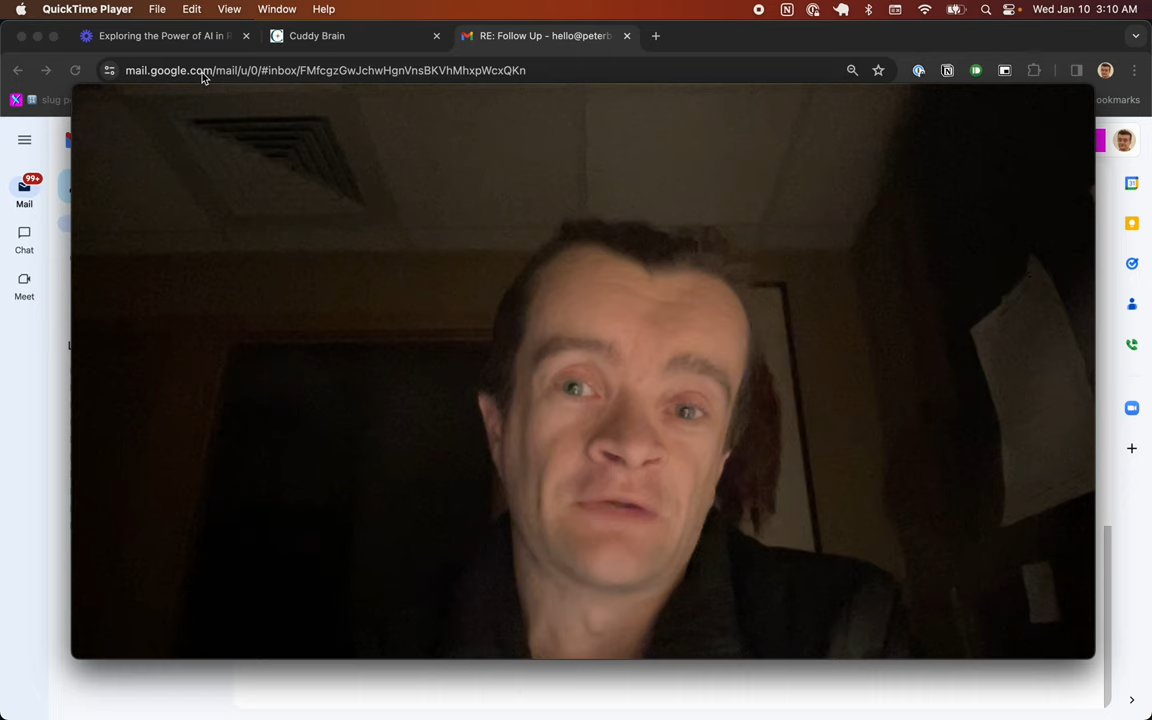 QuickTime Player File Edit View Window Help Wed Jan 10 3:10 AM
Exploring the Power of AI in R
Cuddy Brain
RE: Follow Up - hello@peterb
mail.google.com/mail/u/0/#inbox/FMfcgzGwJchwHgnVnsBKVhMhxpWcxQKn
slug p
ookmarks
99+
Mail
Chat
Meet
31